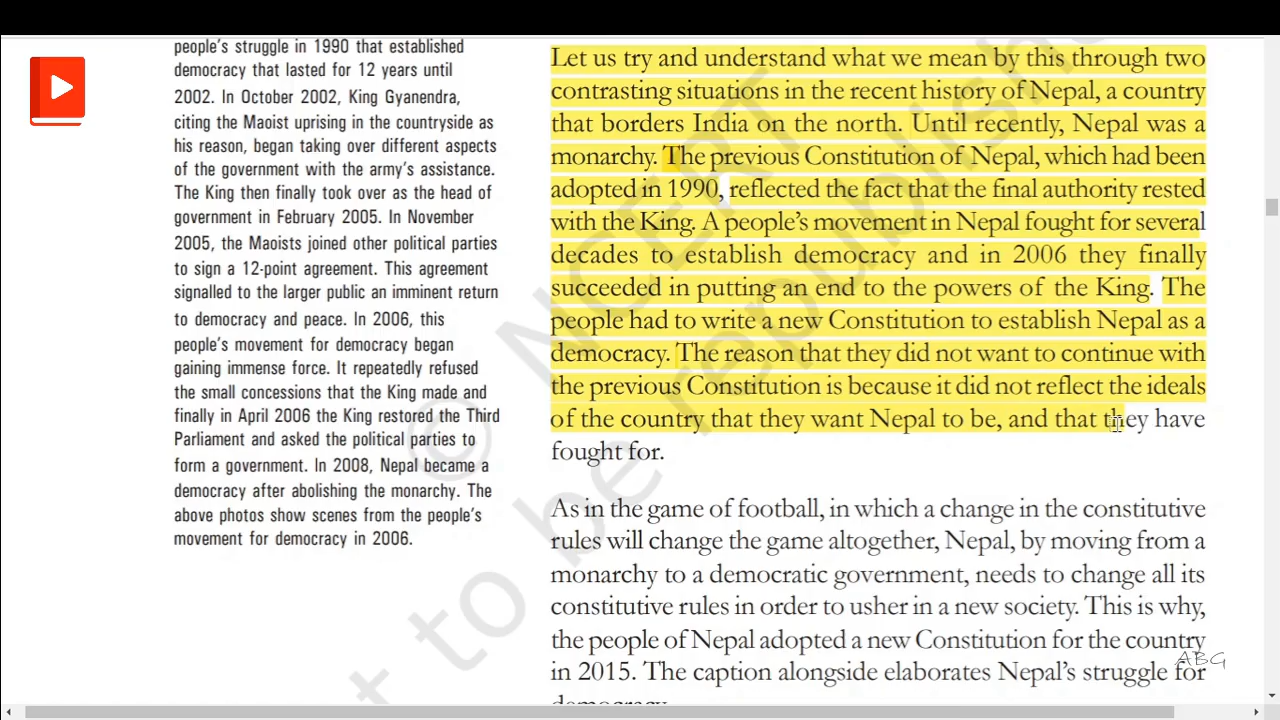 people's struggle in 1990 that established
democracy that lasted for 12 years until
2002. In October 2002, King Gyanendra,
citing the Maoist uprising in the countryside as
his reason, began taking over different aspects
of the government with the army's assistance.
The King then finally took over as the head of
government in February 2005. In November
2005, the Maoists joined other political parties
to sign a 12-point agreement. This agreement
signalled to the larger public an imminent return
to democracy and peace. In 2006, this
people's movement for democracy began
gaining immense force. It repeatedly refused
the small concessions that the King made and
finally in April 2006 the King restored the Third
Parliament and asked the political parties to
form a government. In 2008, Nepal became a
democracy after abolishing the monarchy. The
above photos show scenes from the people's
movement for democracy in 2006.
Let us try and understand what we mean by this through two
contrasting situations in the recent history of Nepal, a country
that borders India on the north. Until recently, Nepal was a
monarchy. The previous Constitution of Nepal, which had been
adopted in 1990, reflected the fact that the final authority rested
with the King. A people's movement in Nepal fought for several
decades to establish democracy and in 2006 they finally
succeeded in putting an end to the powers of the King. The
people had to write a new Constitution to establish Nepal as a
democracy. The reason that they did not want to continue with
the previous Constitution is because it did not reflect the ideals
of the country that they want Nepal to be, and that they have
fought for.
As in the game of football, in which a change in the constitutive
rules will change the game altogether, Nepal, by moving from a
monarchy to a democratic government, needs to change all its
constitutive rules in order to usher in a new society. This is why,
the people of Nepal adopted a new Constitution for the country
in 2015. The caption alongside elaborates Nepal's struggle for
democracy.
© NCERT
not to be republished
ABG